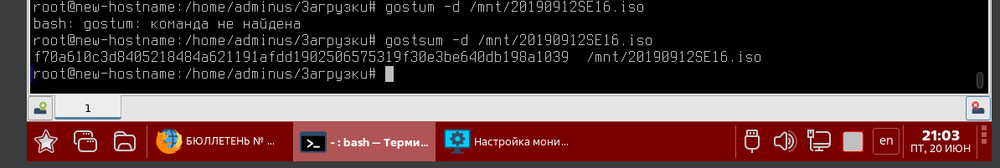 root@new-hostname:/home/adminus/Загрузки# gostum -d /mnt/20190912SE16.iso
bash: gostum: команда не найдена
root@new-hostname:/home/adminus/Загрузки# gostsum -d /mnt/20190912SE16.iso
f70a610c3d8405218484a621191afdd1902506575319f30e3be640db198a1039  /mnt/20190912SE16.iso
root@new-hostname:/home/adminus/Загрузки#
1
БЮЛЛЕТЕНЬ № ...
- : bash — Терми...
Настройка мони...
en
21:03
ПТ, 20 ИЮН